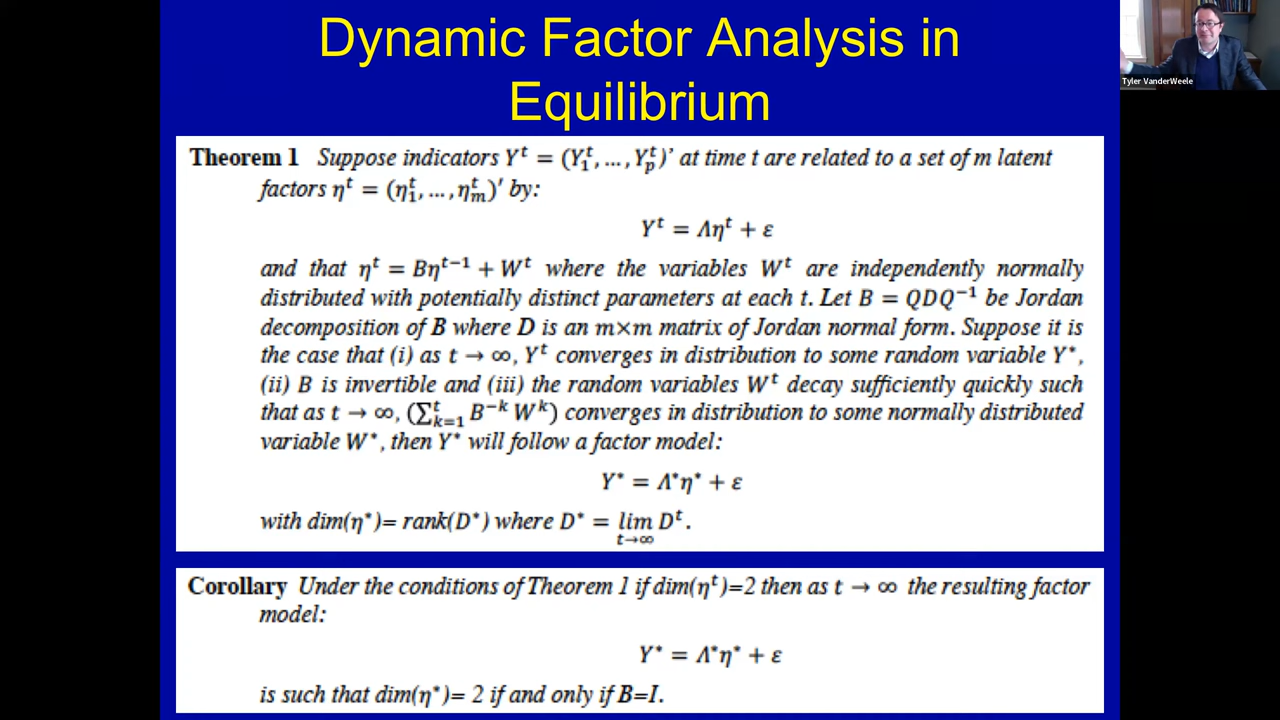 Dynamic Factor Analysis in
Equilibrium
Tyler VanderWeele
Theorem 1 Suppose indicators Yᵗ = (Y₁ᵗ, … , Yₚᵗ)’ at time t are related to a set of m latent
factors ηᵗ = (η₁ᵗ, … , ηₘᵗ)′ by:
Yᵗ = Ληᵗ + ε
and that ηᵗ = Bηᵗ⁻¹ + Wᵗ where the variables Wᵗ are independently normally
distributed with potentially distinct parameters at each t. Let B = QDQ⁻¹ be Jordan
decomposition of B where D is an m×m matrix of Jordan normal form. Suppose it is
the case that (i) as t → ∞, Yᵗ converges in distribution to some random variable Y*,
(ii) B is invertible and (iii) the random variables Wᵗ decay sufficiently quickly such
that as t → ∞, (∑ᵗₖ₌₁ B⁻ᵏ Wᵏ) converges in distribution to some normally distributed
variable W*, then Y* will follow a factor model:
Y* = Λ*η* + ε
with dim(η*)= rank(D*) where D* = lim Dᵗ.
t→∞
Corollary Under the conditions of Theorem 1 if dim(ηᵗ)=2 then as t → ∞ the resulting factor
model:
Y* = Λ*η* + ε
is such that dim(η*)= 2 if and only if B=I.